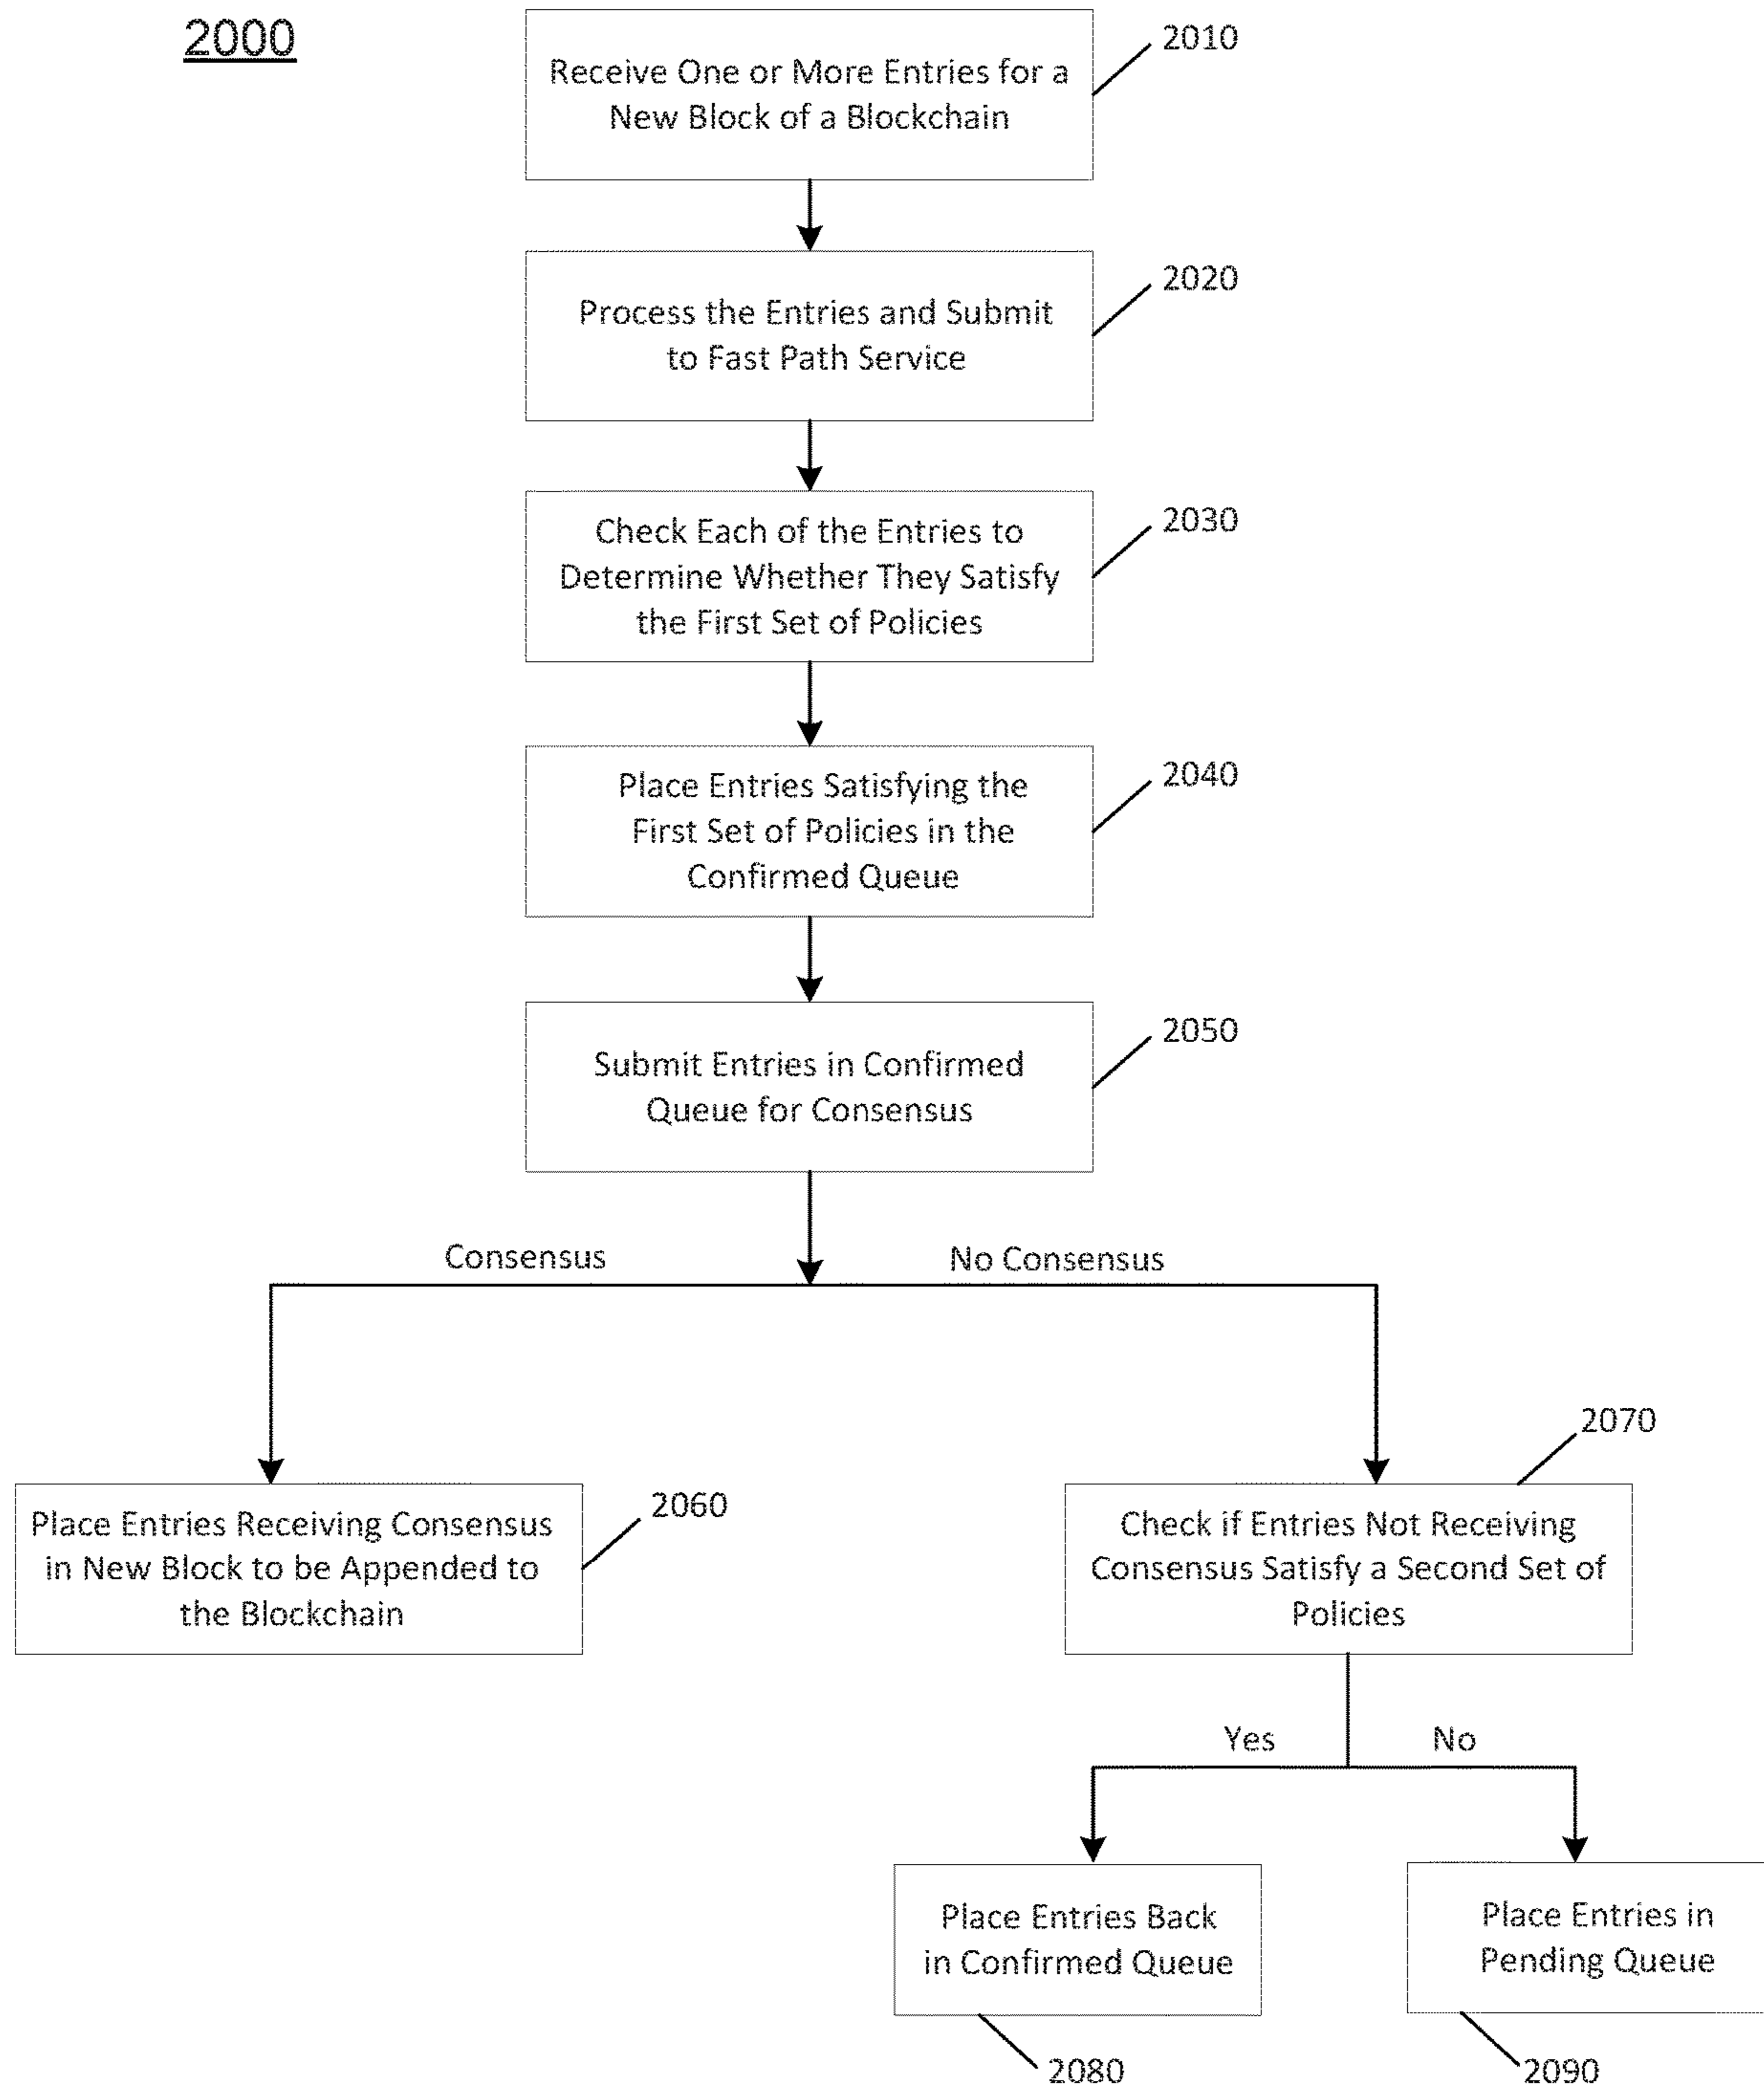 2000
2010
Receive One or More Entries for a
New Block of a Blockchain
2020
Process the Entries and Submit
to Fast Path Service
2030
Check Each of the Entries to
Determine Whether They Satisfy
the First Set of Policies
2040
Place Entries Satisfying the
First Set of Policies in the
Confirmed Queue
2050
Submit Entries in Confirmed
Queue for Consensus
Consensus
No Consensus
2060
Place Entries Receiving Consensus
in New Block to be Appended to
the Blockchain
2070
Check if Entries Not Receiving
Consensus Satisfy a Second Set of
Policies
Yes
No
Place Entries Back
in Confirmed Queue
2080
Place Entries in
Pending Queue
2090